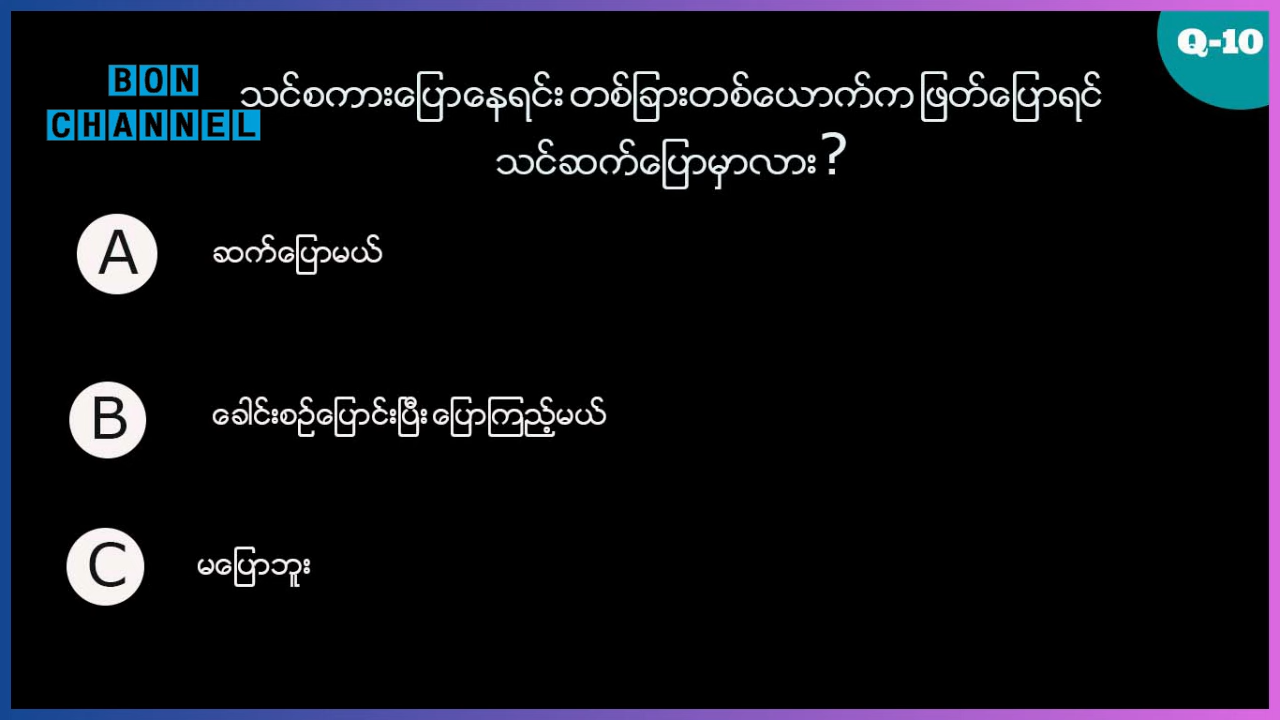 Q-10
BON
CHANNEL
သင်စကားပြောနေရင်း တစ်ခြားတစ်ယောက်က ဖြတ်ပြောရင်
သင်ဆက်ပြောမှာလား?
A ဆက်ပြောမယ်
B ခေါင်းစဉ်ပြောင်းပြီး ပြောကြည့်မယ်
C မပြောဘူး